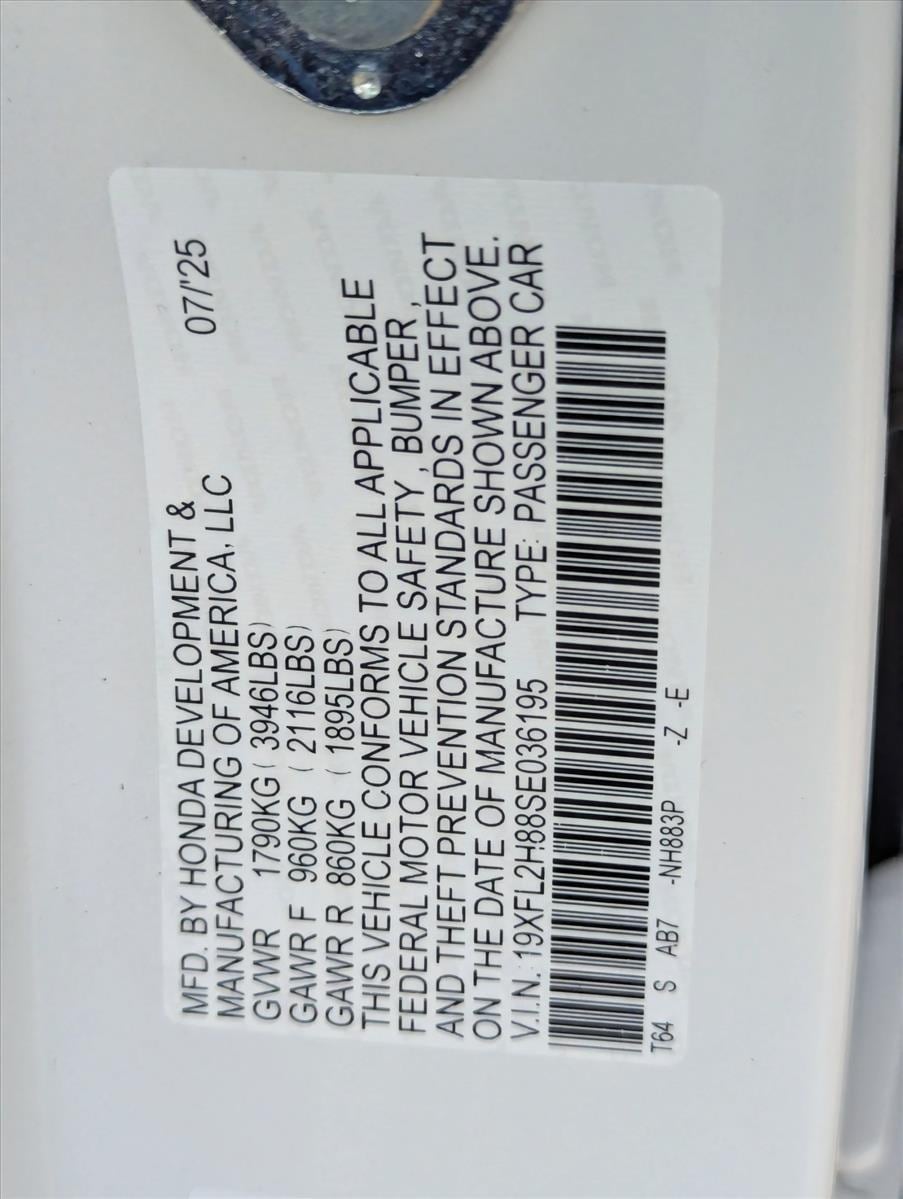 MFD. BY HONDA DEVELOPMENT &
MANUFACTURING OF AMERICA, LLC 07/'25
GVWR 1790KG ( 3946LBS)
GAWR F 960KG ( 2116LBS)
GAWR R 860KG ( 1895LBS)
THIS VEHICLE CONFORMS TO ALL APPLICABLE
FEDERAL MOTOR VEHICLE SAFETY , BUMPER ,
AND THEFT PREVENTION STANDARDS IN EFFECT
ON THE DATE OF MANUFACTURE SHOWN ABOVE.
V.I.N.: 19XFL2H88SE036195 TYPE: PASSENGER CAR
T64 S AB7 -NH883P -Z -E